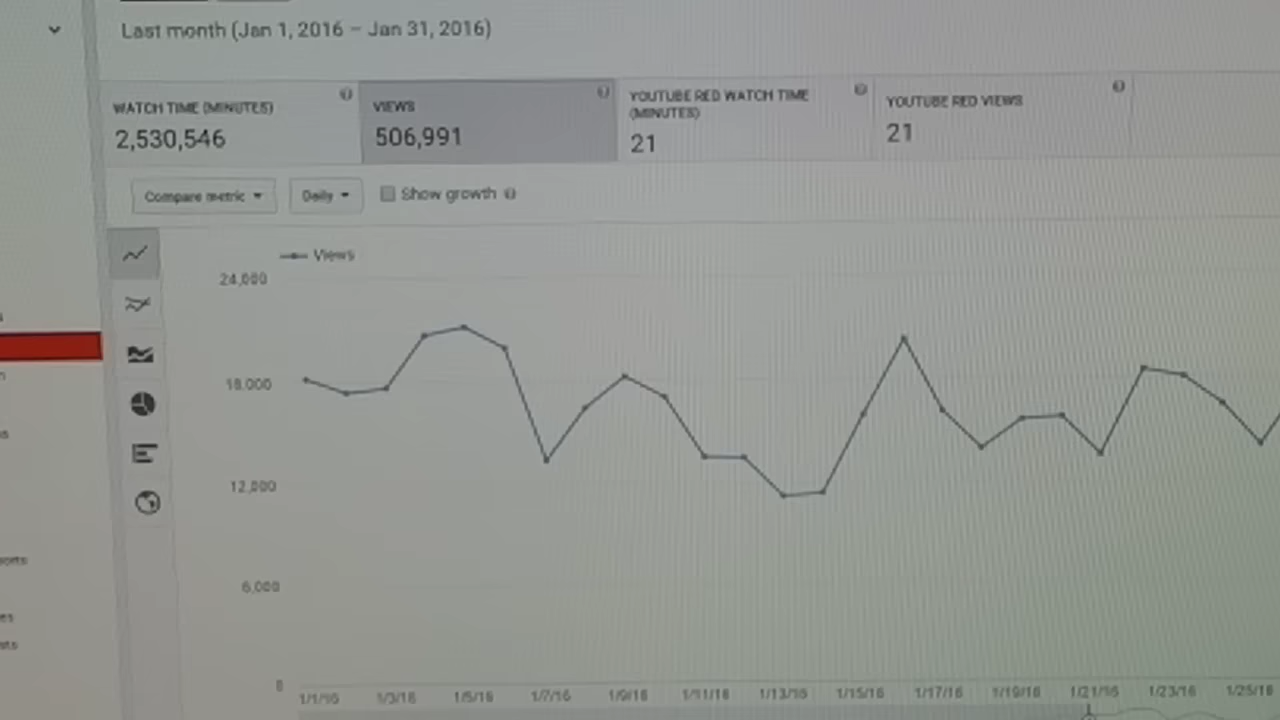 Last month (Jan 1, 2016 – Jan 31, 2016)
WATCH TIME (MINUTES)
2,530,546
VIEWS
506,991
YOUTUBE RED WATCH TIME
(MINUTES)
21
YOUTUBE RED VIEWS
21
Compare metric
Daily
Show growth
Views
24,000
18,000
12,000
6,000
0
1/1/16
1/3/16
1/5/16
1/7/16
1/9/16
1/11/16
1/13/16
1/15/16
1/17/16
1/19/16
1/21/16
1/23/16
1/25/16